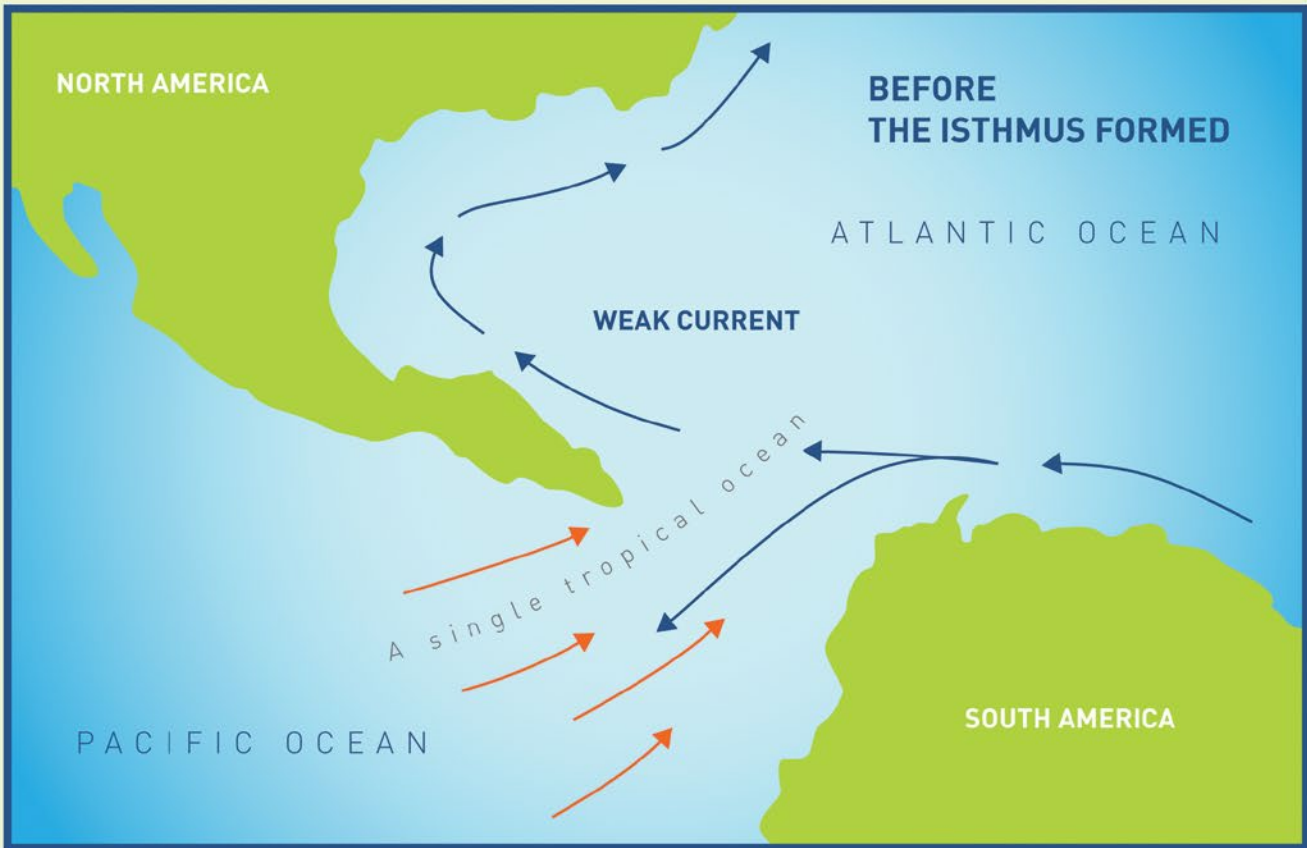 NORTH AMERICA
BEFORE
THE ISTHMUS FORMED
ATLANTIC OCEAN
WEAK CURRENT
A single tropical ocean
SOUTH AMERICA
PACIFIC OCEAN